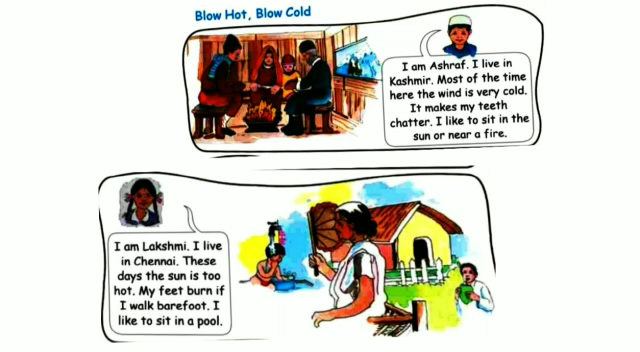 Blow Hot, Blow Cold
I am Ashraf. I live in
Kashmir. Most of the time
here the wind is very cold.
It makes my teeth
chatter. I like to sit in the
sun or near a fire.
I am Lakshmi. I live
in Chennai. These
days the sun is too
hot. My feet burn if
I walk barefoot. I
like to sit in a pool.